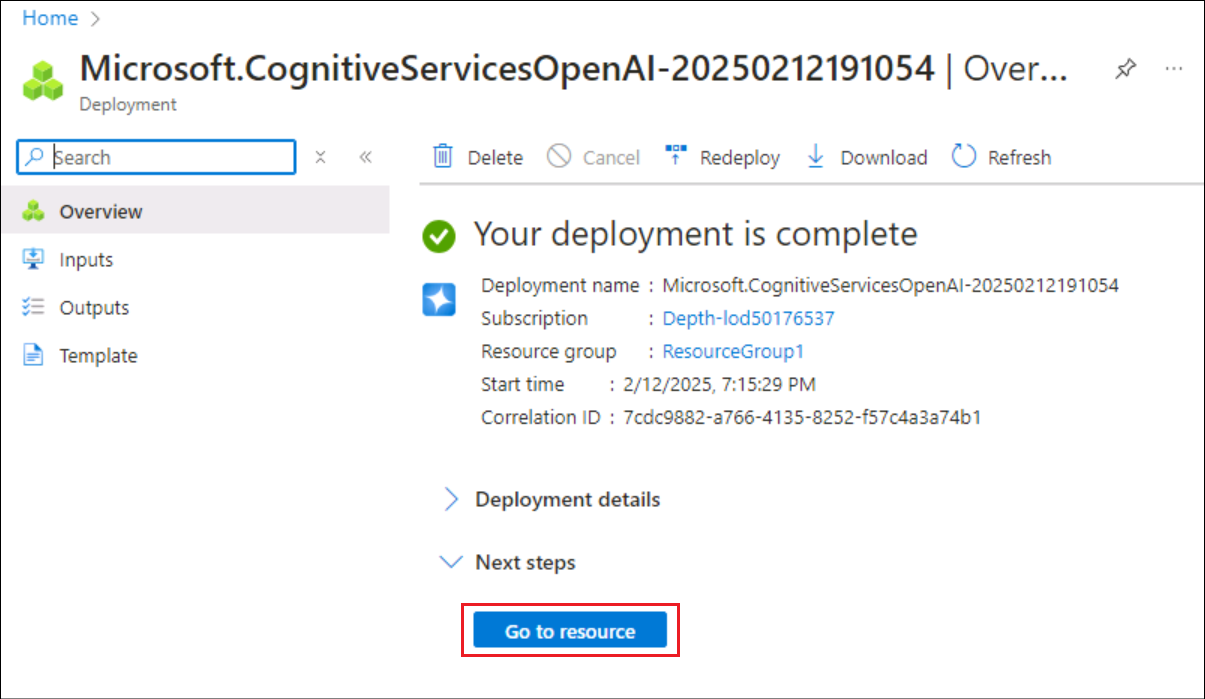 Home
Microsoft.CognitiveServicesOpenAI-20250212191054 | Over...
Deployment
Search
Delete Cancel Redeploy Download Refresh
Overview
Inputs
Outputs
Template
Your deployment is complete
Deployment name : Microsoft.CognitiveServicesOpenAI-20250212191054
Subscription : Depth-lod50176537
Resource group : ResourceGroup1
Start time : 2/12/2025, 7:15:29 PM
Correlation ID : 7cdc9882-a766-4135-8252-f57c4a3a74b1
Deployment details
Next steps
Go to resource